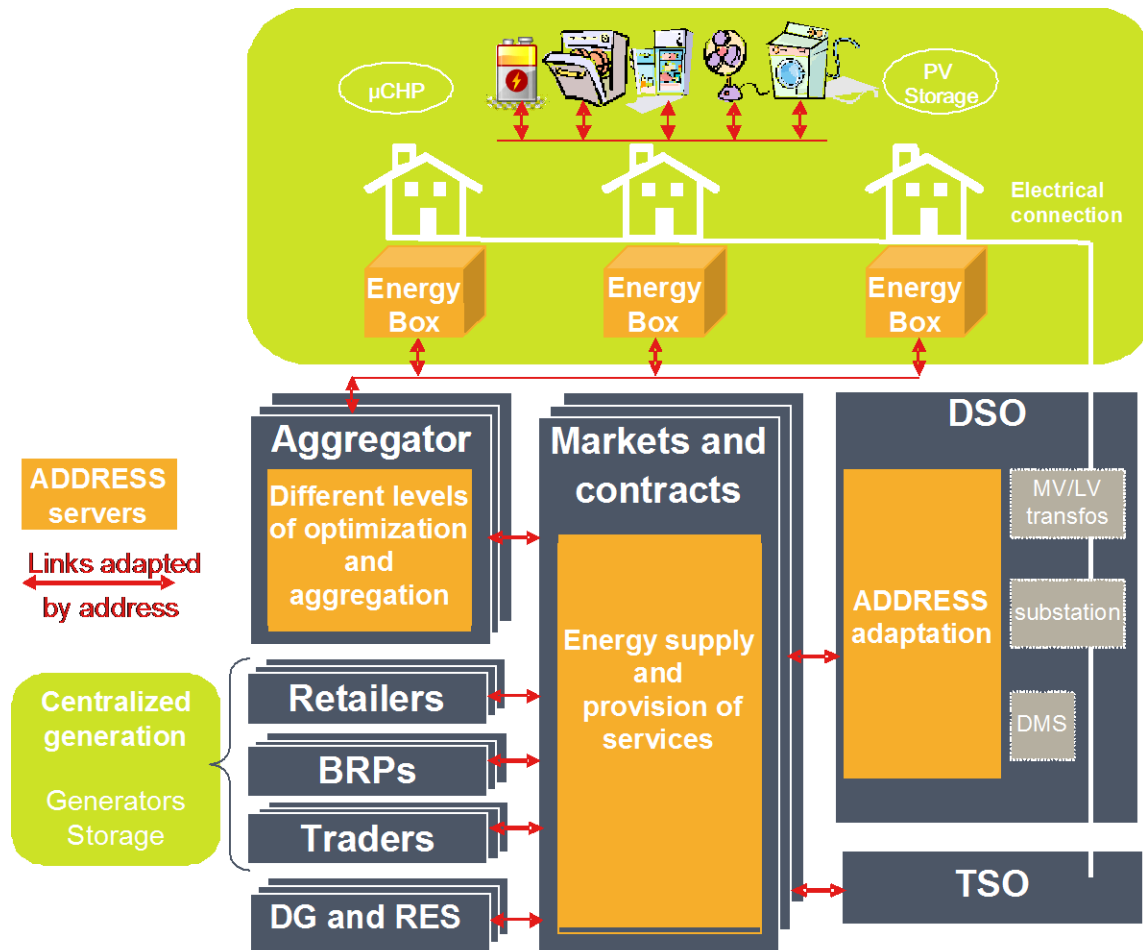 µCHP
PV
Storage
Electrical
connection
Energy
Box
Energy
Box
Energy
Box
Aggregator
Different levels
of optimization
and
aggregation
Markets and
contracts
Energy supply
and
provision of
services
DSO
ADDRESS
adaptation
MV/LV
transfos
substation
DMS
ADDRESS
servers
Links adapted
by address
Centralized
generation
Generators
Storage
Retailers
BRPs
Traders
DG and RES
TSO